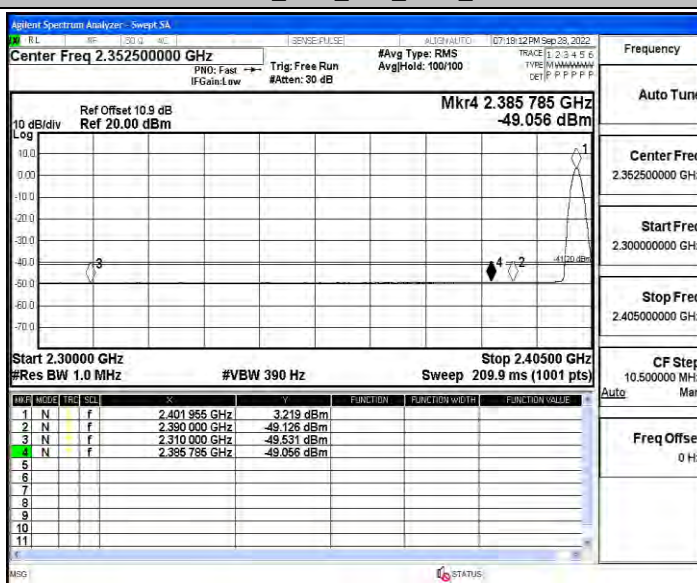 Agilent Spectrum Analyzer - Swept SA
RL RF 50 Ω AC SENSE:PULSE ALIGNAUTO 07:18:12 PM Sep 28, 2022
Center Freq 2.352500000 GHz
PNO: Fast
IFGain:Low
Trig: Free Run
#Atten: 30 dB
#Avg Type: RMS
Avg|Hold: 100/100
TRACE 1 2 3 4 5 6
TYPE M
DET P P P P P P
Frequency
Auto Tune
Mkr4 2.385 785 GHz
-49.056 dBm
Ref Offset 10.9 dB
10 dB/div Ref 20.00 dBm
Log
10.0
0.00
-10.0
-20.0
-30.0
-40.0
-50.0
-60.0
-70.0
1
3
4
2
-41.20 dBm
Start 2.30000 GHz Stop 2.40500 GHz
#Res BW 1.0 MHz #VBW 390 Hz Sweep 209.9 ms (1001 pts)
MKR MODE TRC SCL X Y FUNCTION FUNCTION WIDTH FUNCTION VALUE
1 N f 2.401 955 GHz 3.219 dBm
2 N f 2.390 000 GHz -49.126 dBm
3 N f 2.310 000 GHz -49.531 dBm
4 N f 2.385 785 GHz -49.056 dBm
5
6
7
8
9
10
11
MSG STATUS
Center Freq
2.352500000 GHz
Start Freq
2.300000000 GHz
Stop Freq
2.405000000 GHz
CF Step
10.500000 MHz
Auto Man
Freq Offset
0 Hz